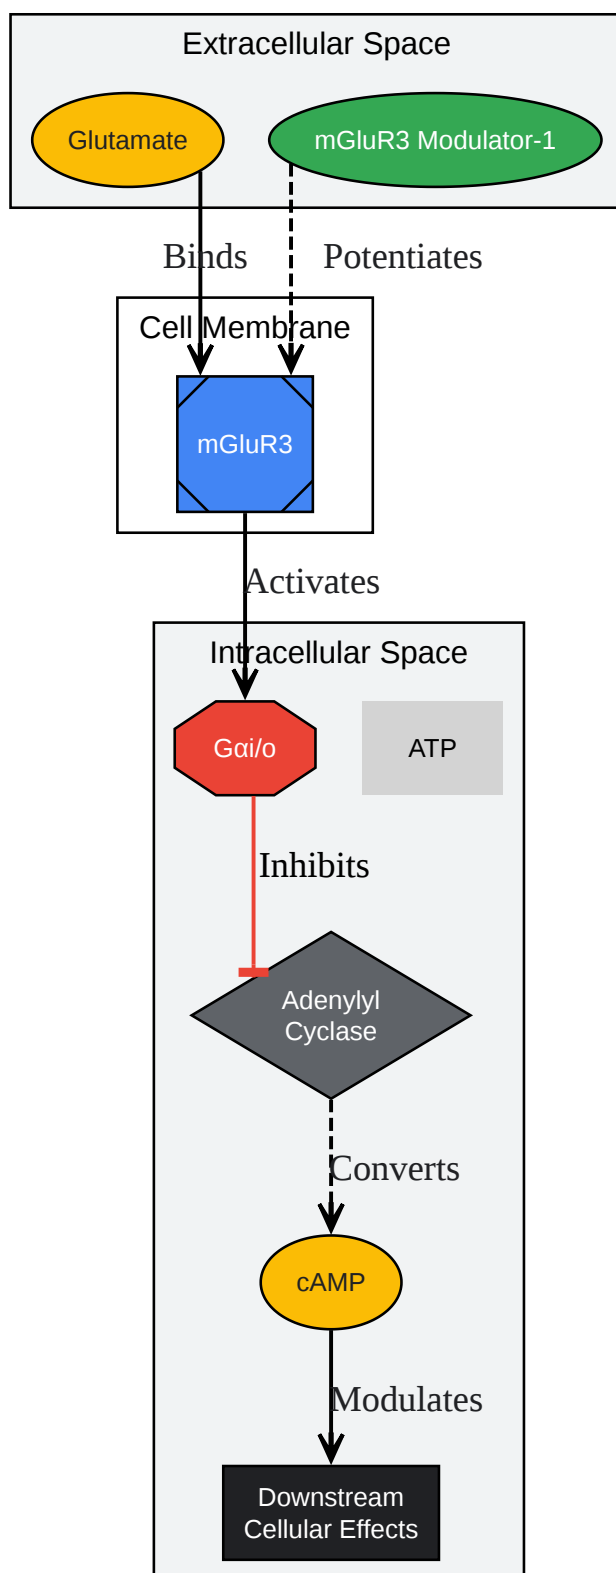 Extracellular Space
Glutamate
mGluR3 Modulator-1
Binds
Potentiates
Cell Membrane
mGluR3
Activates
Intracellular Space
Gαi/o
ATP
Inhibits
Adenylyl
Cyclase
Converts
cAMP
Modulates
Downstream
Cellular Effects